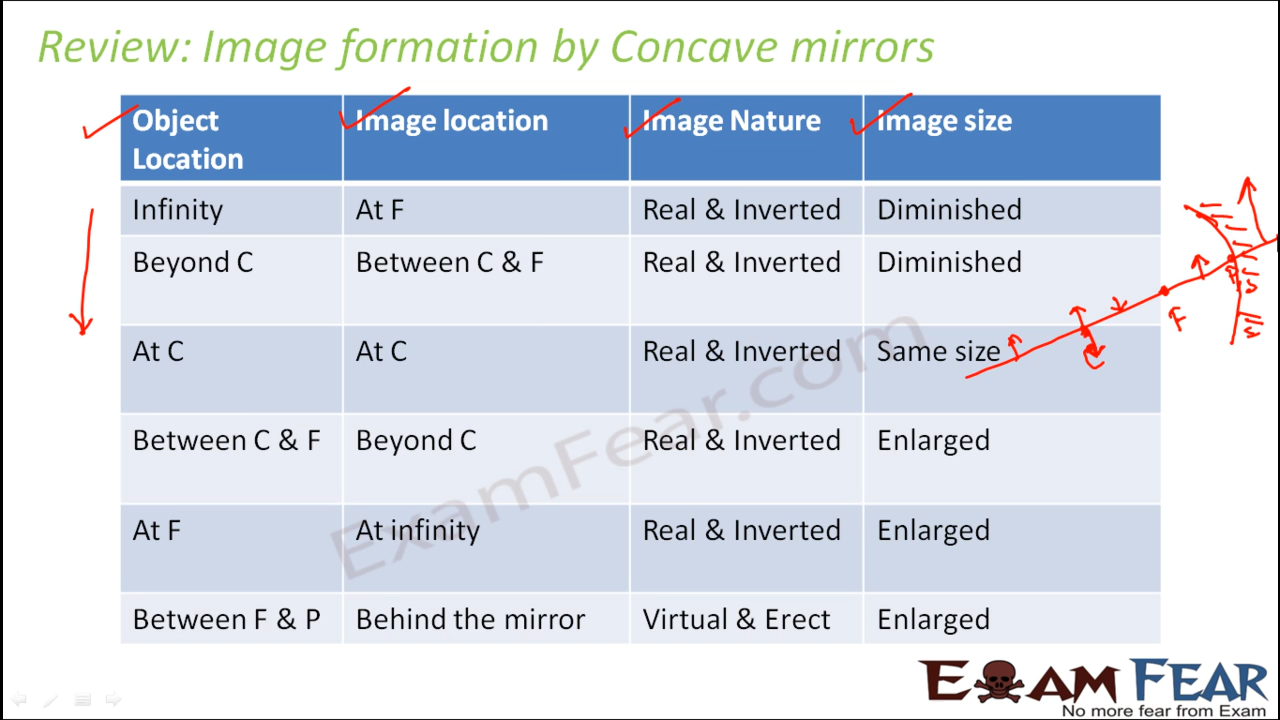 Review: Image formation by Concave mirrors
Object Location
Image location
Image Nature
Image size
Infinity
At F
Real & Inverted
Diminished
Beyond C
Between C & F
Real & Inverted
Diminished
At C
At C
Real & Inverted
Same size
Between C & F
Beyond C
Real & Inverted
Enlarged
At F
At infinity
Real & Inverted
Enlarged
Between F & P
Behind the mirror
Virtual & Erect
Enlarged
P
F
C
ExamFear.com
EXAM FEAR
No more fear from Exam